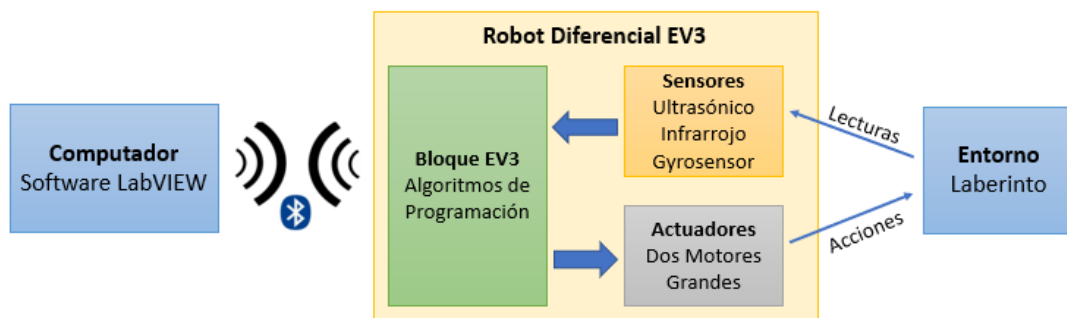 Robot Diferencial EV3
Computador
Software LabVIEW
Bloque EV3
Algoritmos de
Programación
Sensores
Ultrasónico
Infrarrojo
Gyrosensor
Actuadores
Dos Motores
Grandes
Lecturas
Acciones
Entorno
Laberinto